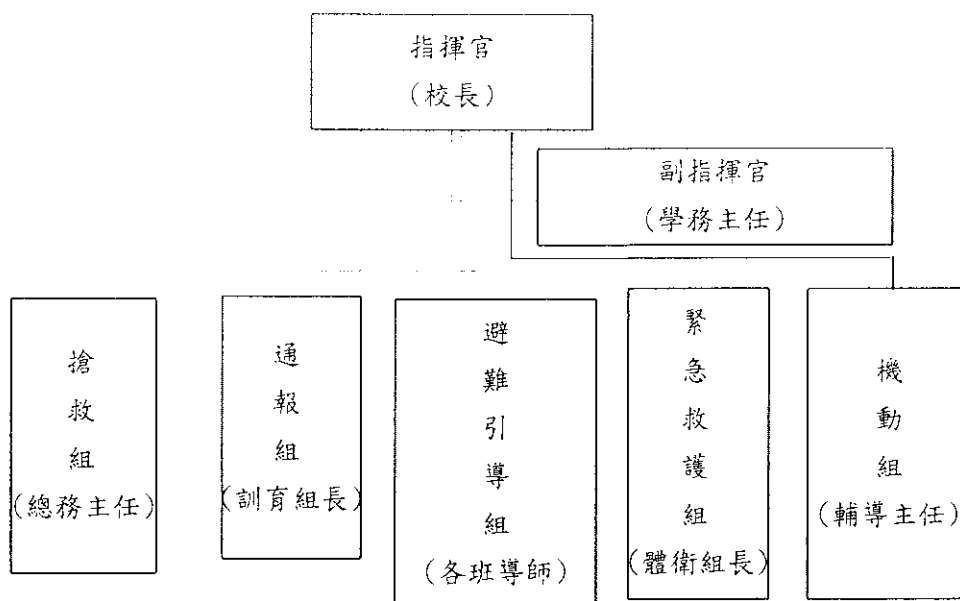 指揮官
(校長)
副指揮官
(學務主任)
搶救組
(總務主任)
通報組
(訓育組長)
避難引導組
(各班導師)
緊急救護組
(體衛組長)
機動組
(輔導主任)